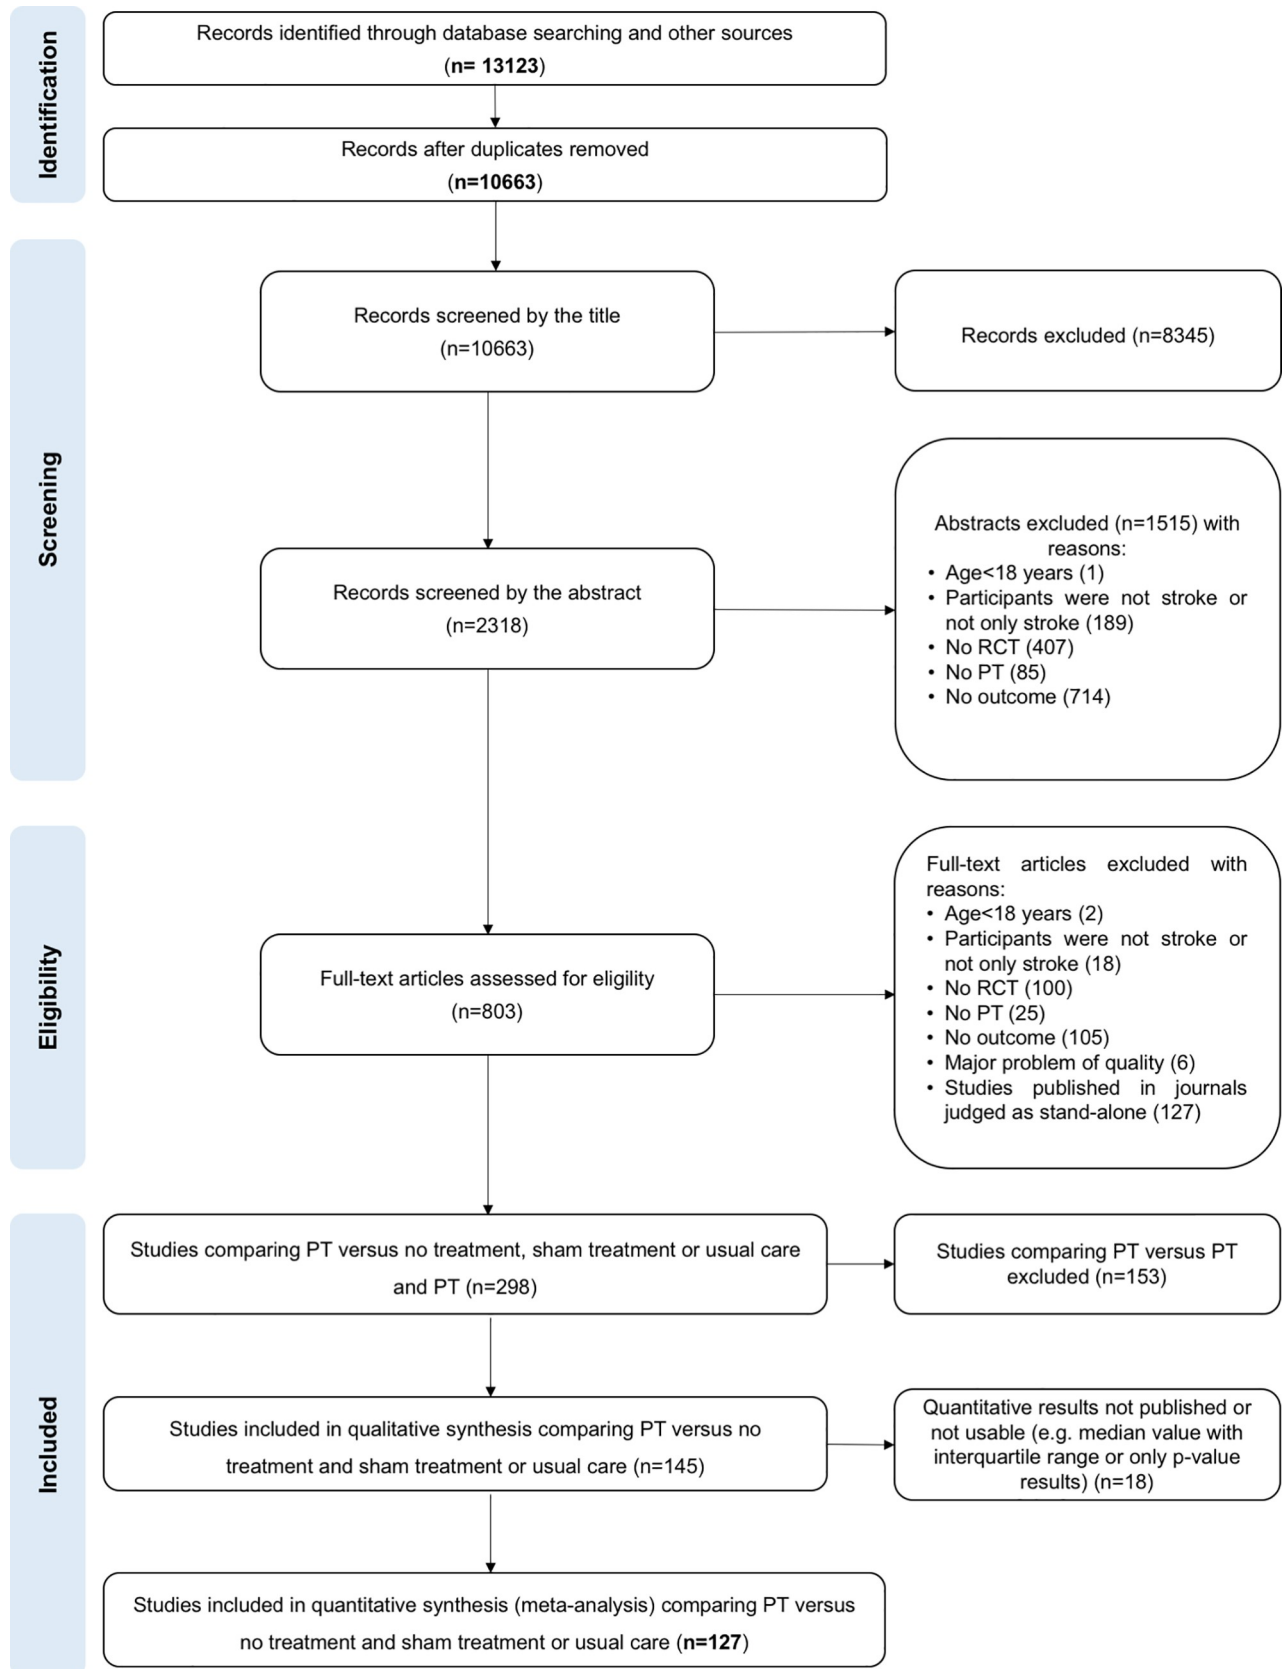 Identification
Records identified through database searching and other sources
(n= 13123)
Records after duplicates removed
(n=10663)
Screening
Records screened by the title
(n=10663)
Records excluded (n=8345)
Records screened by the abstract
(n=2318)
Abstracts excluded (n=1515) with
reasons:
• Age<18 years (1)
• Participants were not stroke or
not only stroke (189)
• No RCT (407)
• No PT (85)
• No outcome (714)
Eligibility
Full-text articles assessed for eligility
(n=803)
Full-text articles excluded with
reasons:
• Age<18 years (2)
• Participants were not stroke or
not only stroke (18)
• No RCT (100)
• No PT (25)
• No outcome (105)
• Major problem of quality (6)
• Studies published in journals
judged as stand-alone (127)
Included
Studies comparing PT versus no treatment, sham treatment or usual care
and PT (n=298)
Studies comparing PT versus PT
excluded (n=153)
Studies included in qualitative synthesis comparing PT versus no
treatment and sham treatment or usual care (n=145)
Quantitative results not published or
not usable (e.g. median value with
interquartile range or only p-value
results) (n=18)
Studies included in quantitative synthesis (meta-analysis) comparing PT versus
no treatment and sham treatment or usual care (n=127)